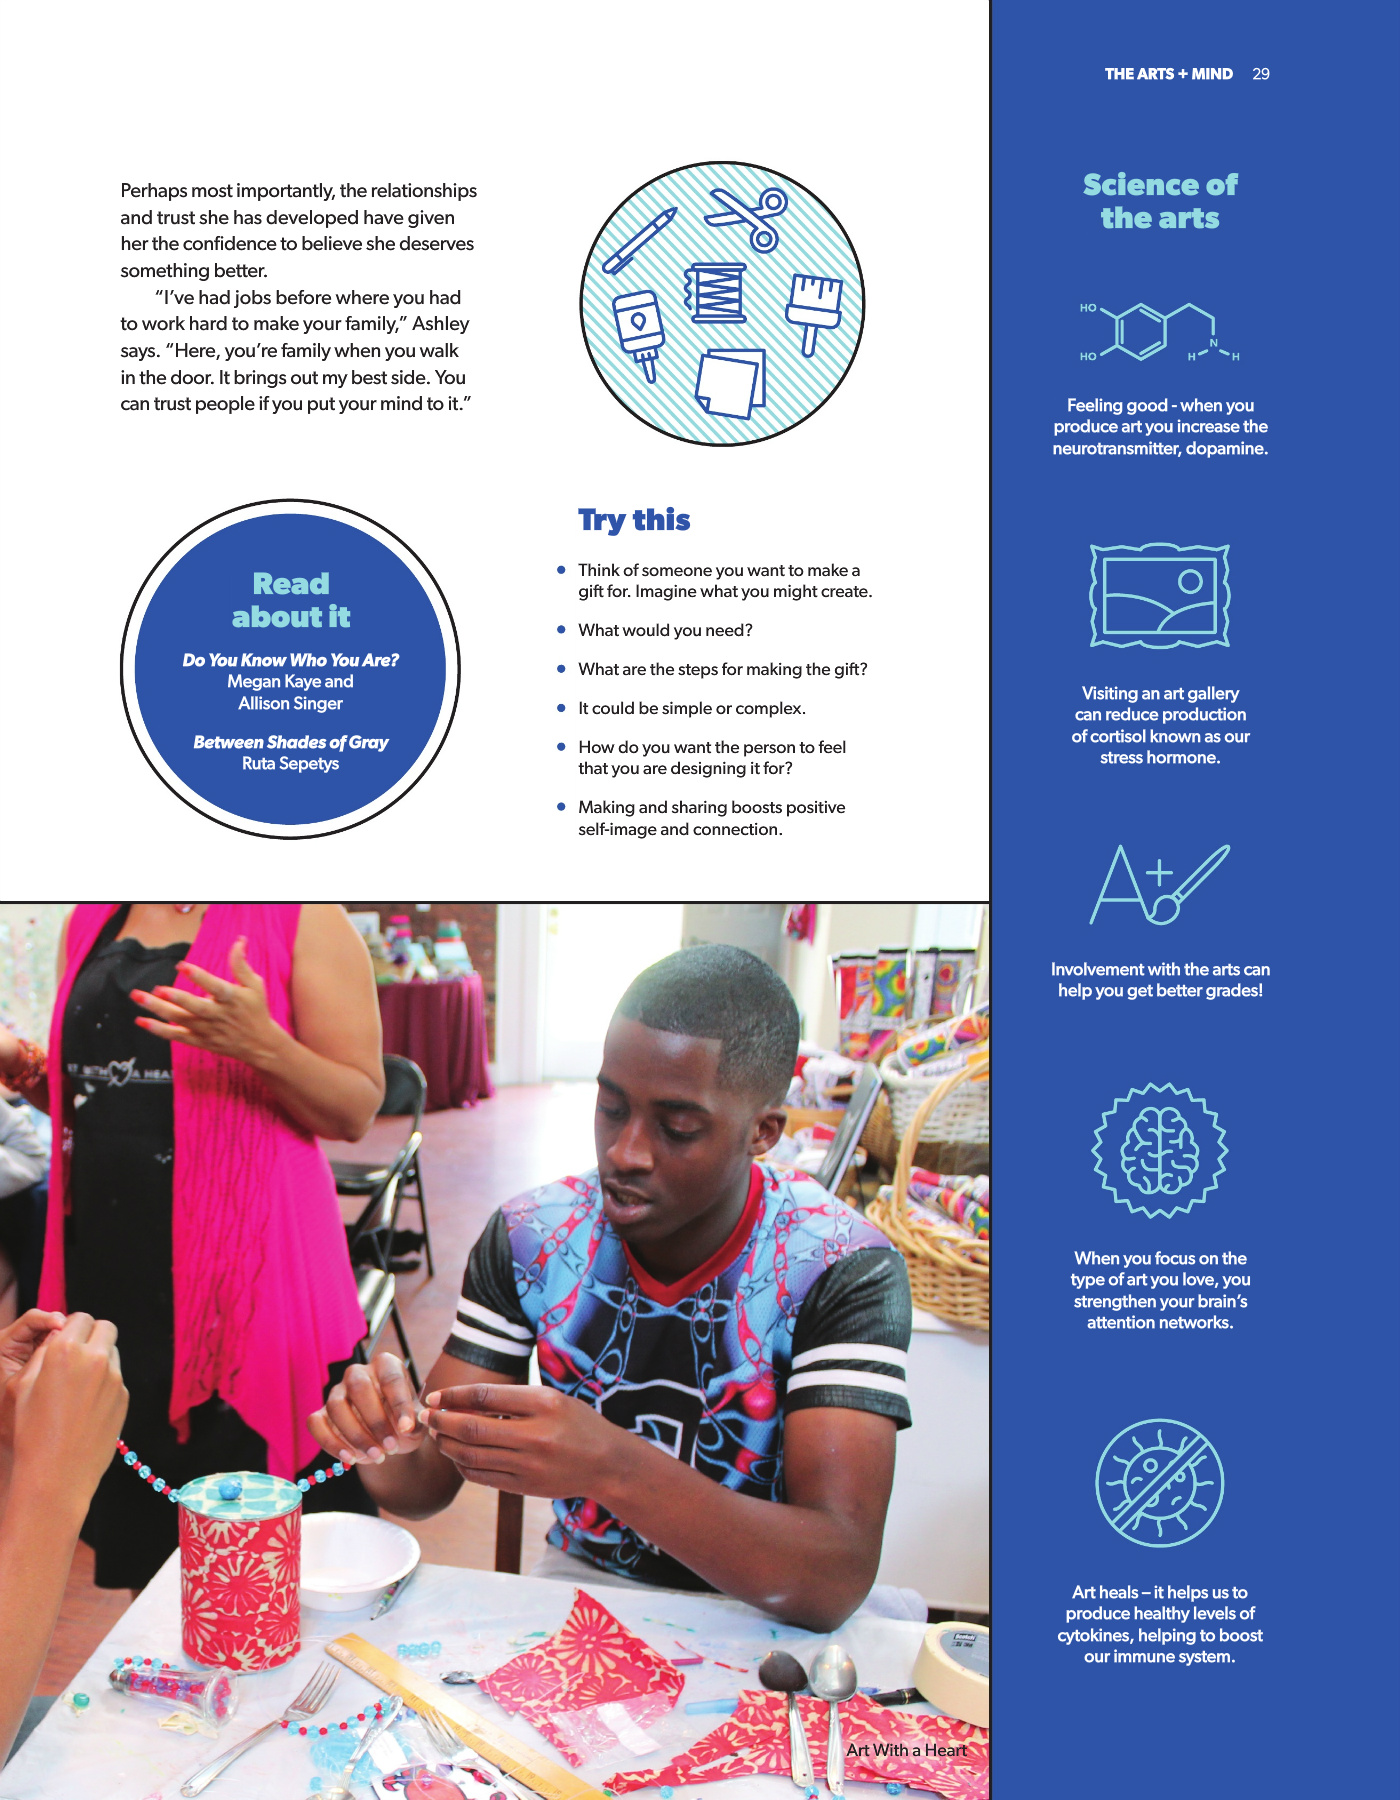 THE ARTS + MIND 29
Perhaps most importantly, the relationships
and trust she has developed have given
her the confidence to believe she deserves
something better.
“I’ve had jobs before where you had
to work hard to make your family,” Ashley
says. “Here, you’re family when you walk
in the door. It brings out my best side. You
can trust people if you put your mind to it.”
Read
about it
Do You Know Who You Are?
Megan Kaye and
Allison Singer
Between Shades of Gray
Ruta Sepetys
Try this
• Think of someone you want to make a
gift for. Imagine what you might create.
• What would you need?
• What are the steps for making the gift?
• It could be simple or complex.
• How do you want the person to feel
that you are designing it for?
• Making and sharing boosts positive
self-image and connection.
Science of
the arts
HO
HO
N
H H
Feeling good - when you
produce art you increase the
neurotransmitter, dopamine.
Visiting an art gallery
can reduce production
of cortisol known as our
stress hormone.
A+
Involvement with the arts can
help you get better grades!
When you focus on the
type of art you love, you
strengthen your brain’s
attention networks.
Art heals – it helps us to
produce healthy levels of
cytokines, helping to boost
our immune system.
WITH A HEA
Art With a Heart